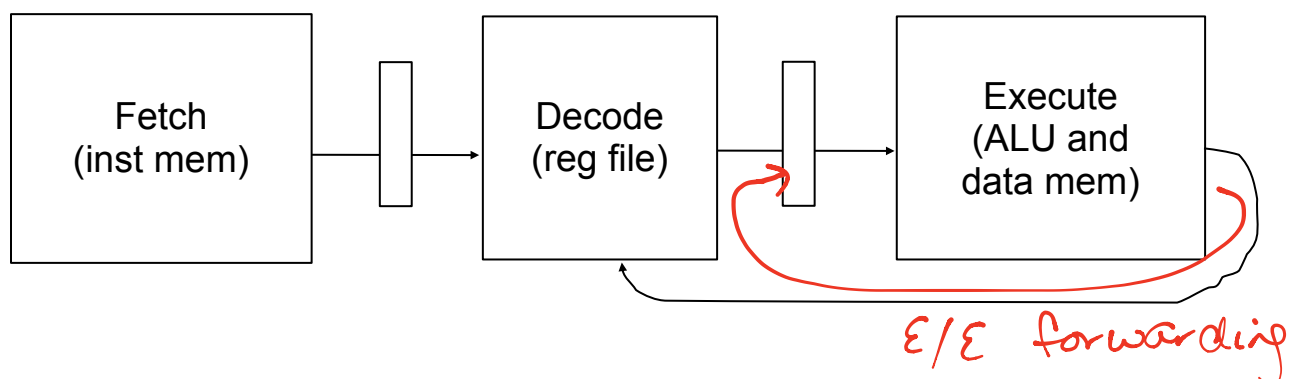 Fetch
(inst mem)
Decode
(reg file)
Execute
(ALU and
data mem)
E/E forwarding